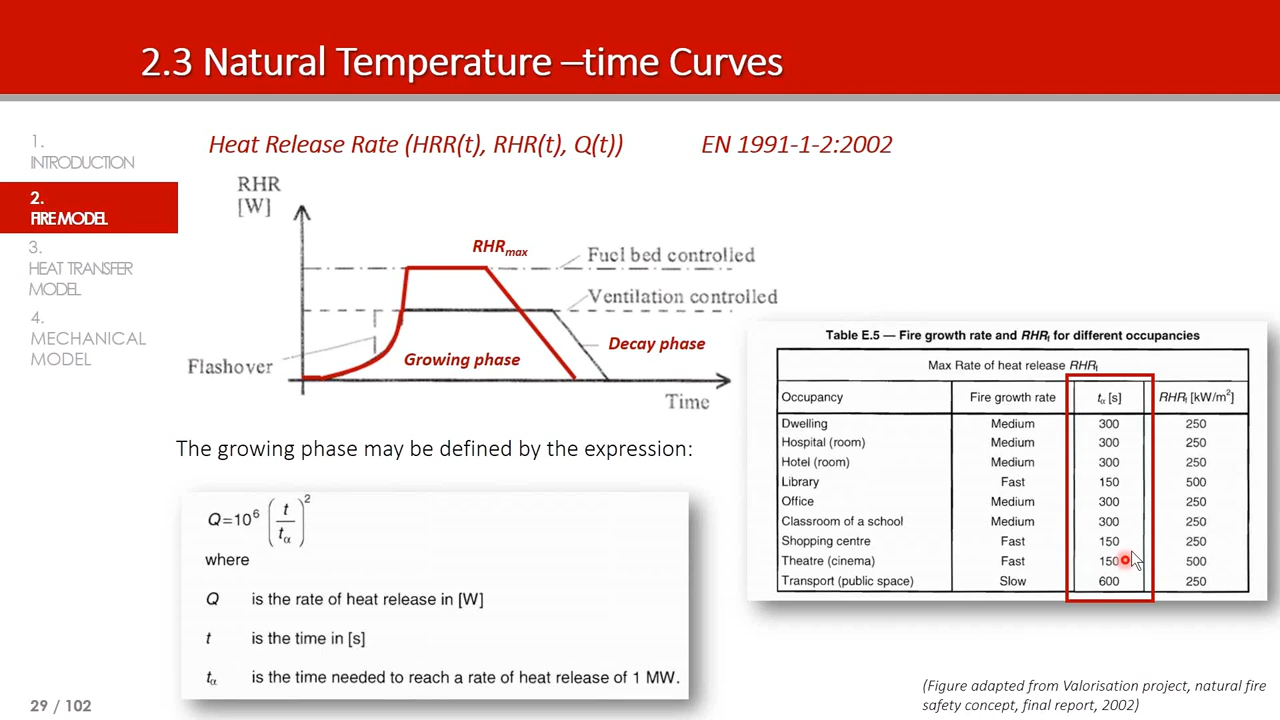 2.3 Natural Temperature –time Curves
1.
INTRODUCTION
2.
FIRE MODEL
3.
HEAT TRANSFER
MODEL
4.
MECHANICAL
MODEL
Heat Release Rate (HRR(t), RHR(t), Q(t))
EN 1991-1-2:2002
RHR
[W]
RHRmax
Fuel bed controlled
Ventilation controlled
Decay phase
Growing phase
Flashover
Time
The growing phase may be defined by the expression:
Q=10⁶ (t/tα)²
where
Q is the rate of heat release in [W]
t is the time in [s]
tα is the time needed to reach a rate of heat release of 1 MW.
Table E.5 — Fire growth rate and RHRf for different occupancies
Max Rate of heat release RHRf
Occupancy Fire growth rate tα [s] RHRf [kW/m²]
Dwelling Medium 300 250
Hospital (room) Medium 300 250
Hotel (room) Medium 300 250
Library Fast 150 500
Office Medium 300 250
Classroom of a school Medium 300 250
Shopping centre Fast 150 250
Theatre (cinema) Fast 150 500
Transport (public space) Slow 600 250
(Figure adapted from Valorisation project, natural fire
safety concept, final report, 2002)
29 / 102